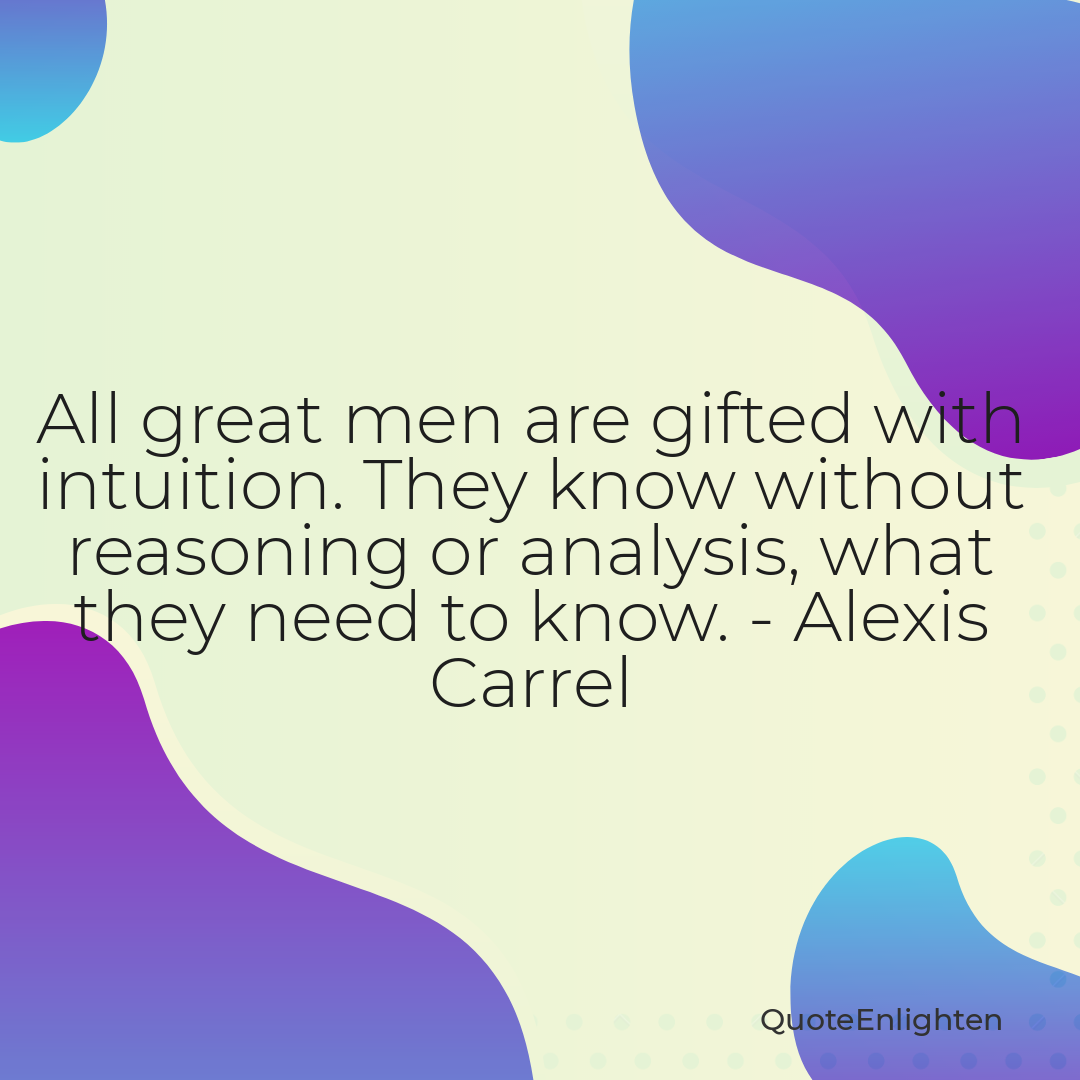 All great men are gifted with
intuition. They know without
reasoning or analysis, what
they need to know. - Alexis
Carrel
QuoteEnlighten